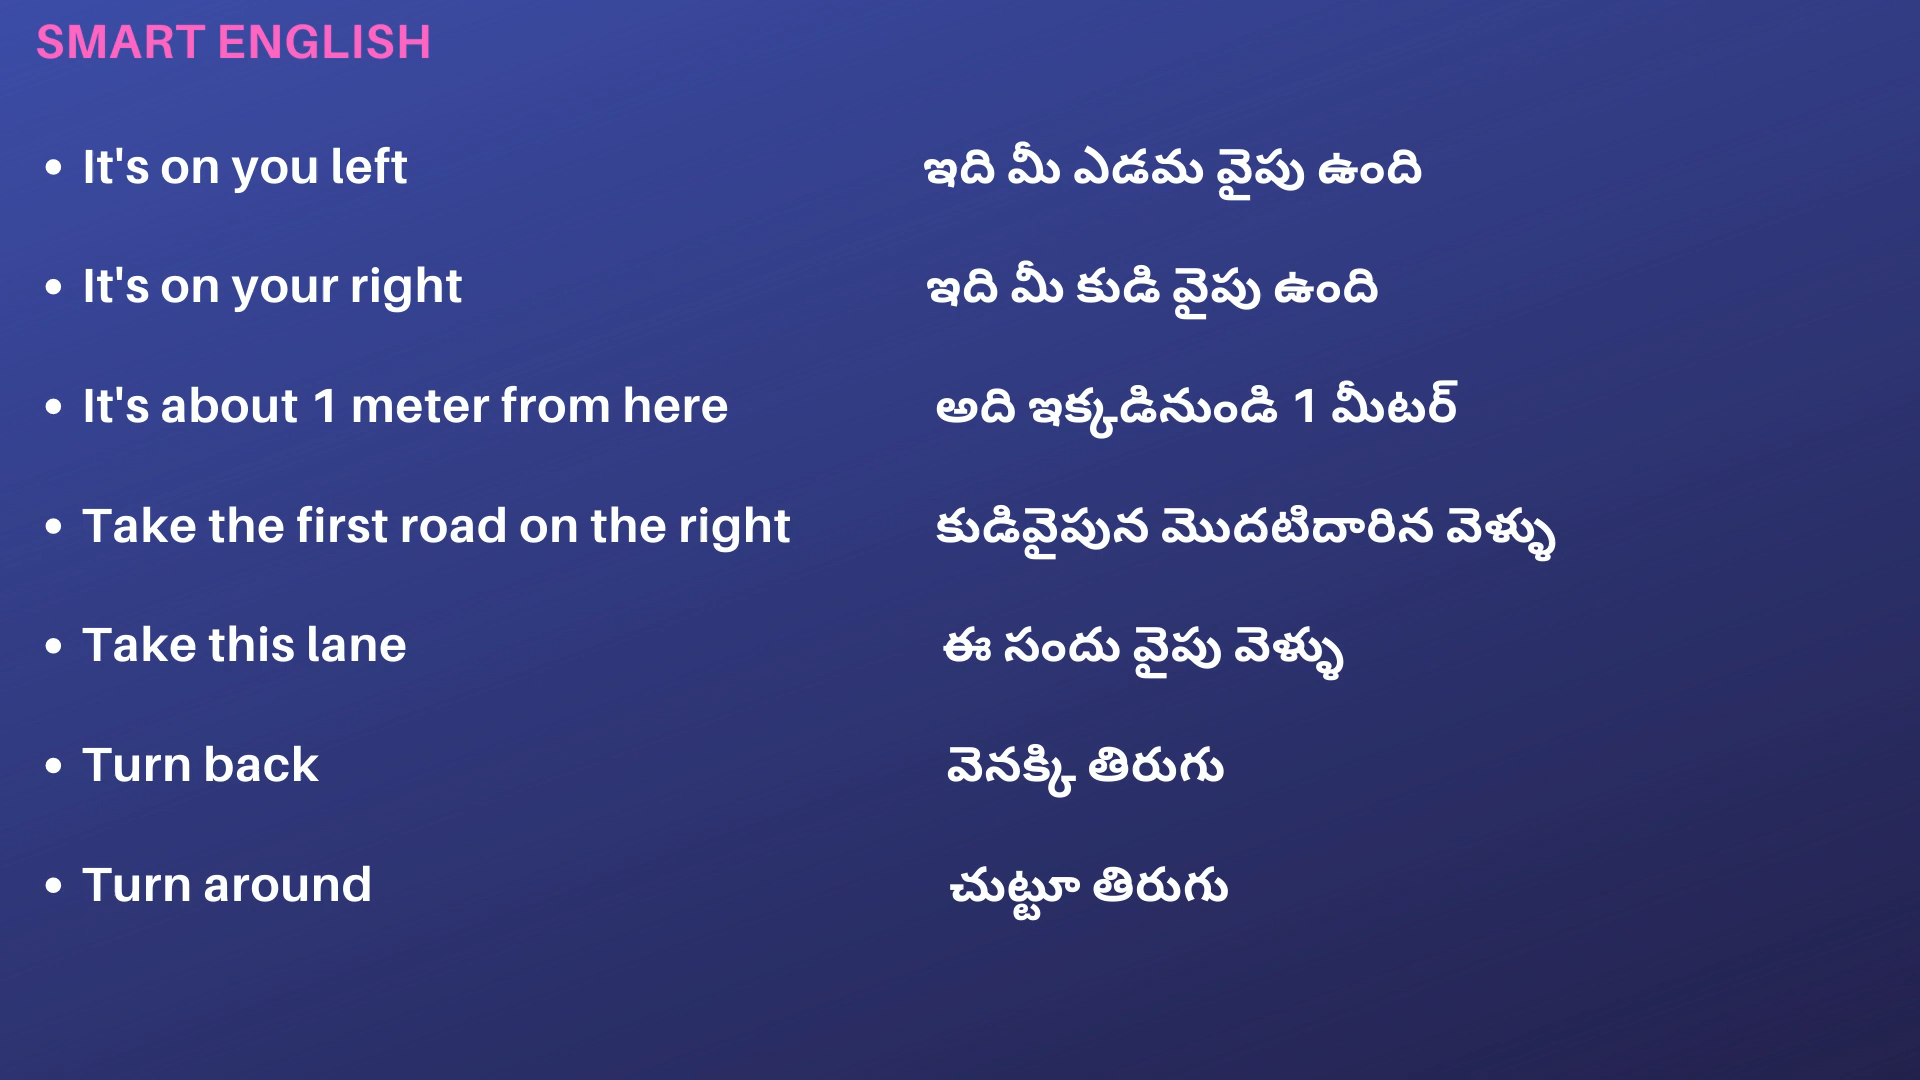 SMART ENGLISH
• It's on you left ఇది మీ ఎడమ వైపు ఉంది
• It's on your right ఇది మీ కుడి వైపు ఉంది
• It's about 1 meter from here అది ఇక్కడినుండి 1 మీటర్
• Take the first road on the right కుడివైపున మొదటిదారిన వెళ్ళు
• Take this lane ఈ సందు వైపు వెళ్ళు
• Turn back వెనక్కి తిరుగు
• Turn around చుట్టూ తిరుగు